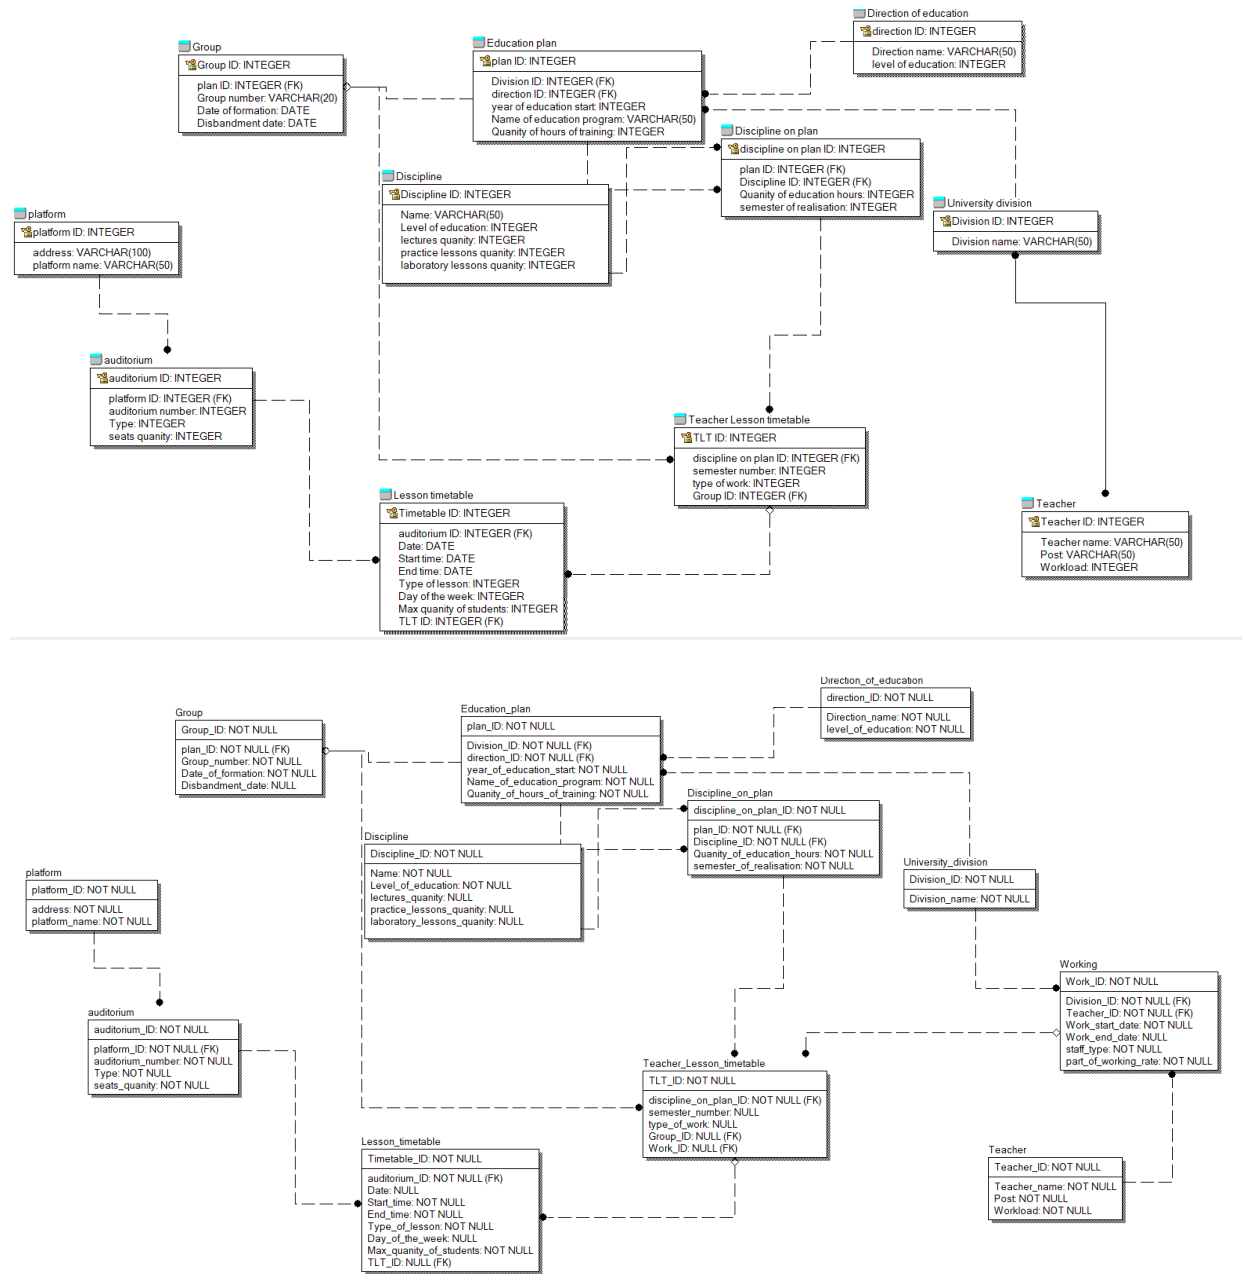 Direction of education
direction ID: INTEGER
Direction name: VARCHAR(50)
level of education: INTEGER
Group
Group ID: INTEGER
plan ID: INTEGER (FK)
Group number: VARCHAR(20)
Date of formation: DATE
Disbandment date: DATE
Education plan
plan ID: INTEGER
Division ID: INTEGER (FK)
direction ID: INTEGER (FK)
year of education start: INTEGER
Name of education program: VARCHAR(50)
Quanity of hours of training: INTEGER
Discipline on plan
discipline on plan ID: INTEGER
plan ID: INTEGER (FK)
Discipline ID: INTEGER (FK)
Quanity of education hours: INTEGER
semester of realisation: INTEGER
Discipline
Discipline ID: INTEGER
Name: VARCHAR(50)
Level of education: INTEGER
lectures quanity: INTEGER
practice lessons quanity: INTEGER
laboratory lessons quanity: INTEGER
University division
Division ID: INTEGER
Division name: VARCHAR(50)
platform
platform ID: INTEGER
address: VARCHAR(100)
platform name: VARCHAR(50)
auditorium
auditorium ID: INTEGER
platform ID: INTEGER (FK)
auditorium number: INTEGER
Type: INTEGER
seats quanity: INTEGER
Teacher Lesson timetable
TLT ID: INTEGER
discipline on plan ID: INTEGER (FK)
semester number: INTEGER
type of work: INTEGER
Group ID: INTEGER (FK)
Lesson timetable
Timetable ID: INTEGER
auditorium ID: INTEGER (FK)
Date: DATE
Start time: DATE
End time: DATE
Type of lesson: INTEGER
Day of the week: INTEGER
Max quanity of students: INTEGER
TLT ID: INTEGER (FK)
Teacher
Teacher ID: INTEGER
Teacher name: VARCHAR(50)
Post: VARCHAR(50)
Workload: INTEGER
Direction_of_education
direction_ID: NOT NULL
Direction_name: NOT NULL
level_of_education: NOT NULL
Group
Group_ID: NOT NULL
plan_ID: NOT NULL (FK)
Group_number: NOT NULL
Date_of_formation: NOT NULL
Disbandment_date: NULL
Education_plan
plan_ID: NOT NULL
Division_ID: NOT NULL (FK)
direction_ID: NOT NULL (FK)
year_of_education_start: NOT NULL
Name_of_education_program: NOT NULL
Quanity_of_hours_of_training: NOT NULL
Discipline_on_plan
discipline_on_plan_ID: NOT NULL
plan_ID: NOT NULL (FK)
Discipline_ID: NOT NULL (FK)
Quanity_of_education_hours: NOT NULL
semester_of_realisation: NOT NULL
Discipline
Discipline_ID: NOT NULL
Name: NOT NULL
Level_of_education: NOT NULL
lectures_quanity: NULL
practice_lessons_quanity: NULL
laboratory_lessons_quanity: NULL
University_division
Division_ID: NOT NULL
Division_name: NOT NULL
platform
platform_ID: NOT NULL
address: NOT NULL
platform_name: NOT NULL
Working
Work_ID: NOT NULL
Division_ID: NOT NULL (FK)
Teacher_ID: NOT NULL (FK)
Work_start_date: NOT NULL
Work_end_date: NULL
staff_type: NOT NULL
part_of_working_rate: NOT NULL
auditorium
auditorium_ID: NOT NULL
platform_ID: NOT NULL (FK)
auditorium_number: NOT NULL
Type: NOT NULL
seats_quanity: NOT NULL
Teacher_Lesson_timetable
TLT_ID: NOT NULL
discipline_on_plan_ID: NOT NULL (FK)
semester_number: NULL
type_of_work: NULL
Group_ID: NULL (FK)
Work_ID: NULL (FK)
Lesson_timetable
Timetable_ID: NOT NULL
auditorium_ID: NOT NULL (FK)
Date: NULL
Start_time: NOT NULL
End_time: NOT NULL
Type_of_lesson: NOT NULL
Day_of_the_week: NULL
Max_quanity_of_students: NOT NULL
TLT_ID: NULL (FK)
Teacher
Teacher_ID: NOT NULL
Teacher_name: NOT NULL
Post: NOT NULL
Workload: NOT NULL